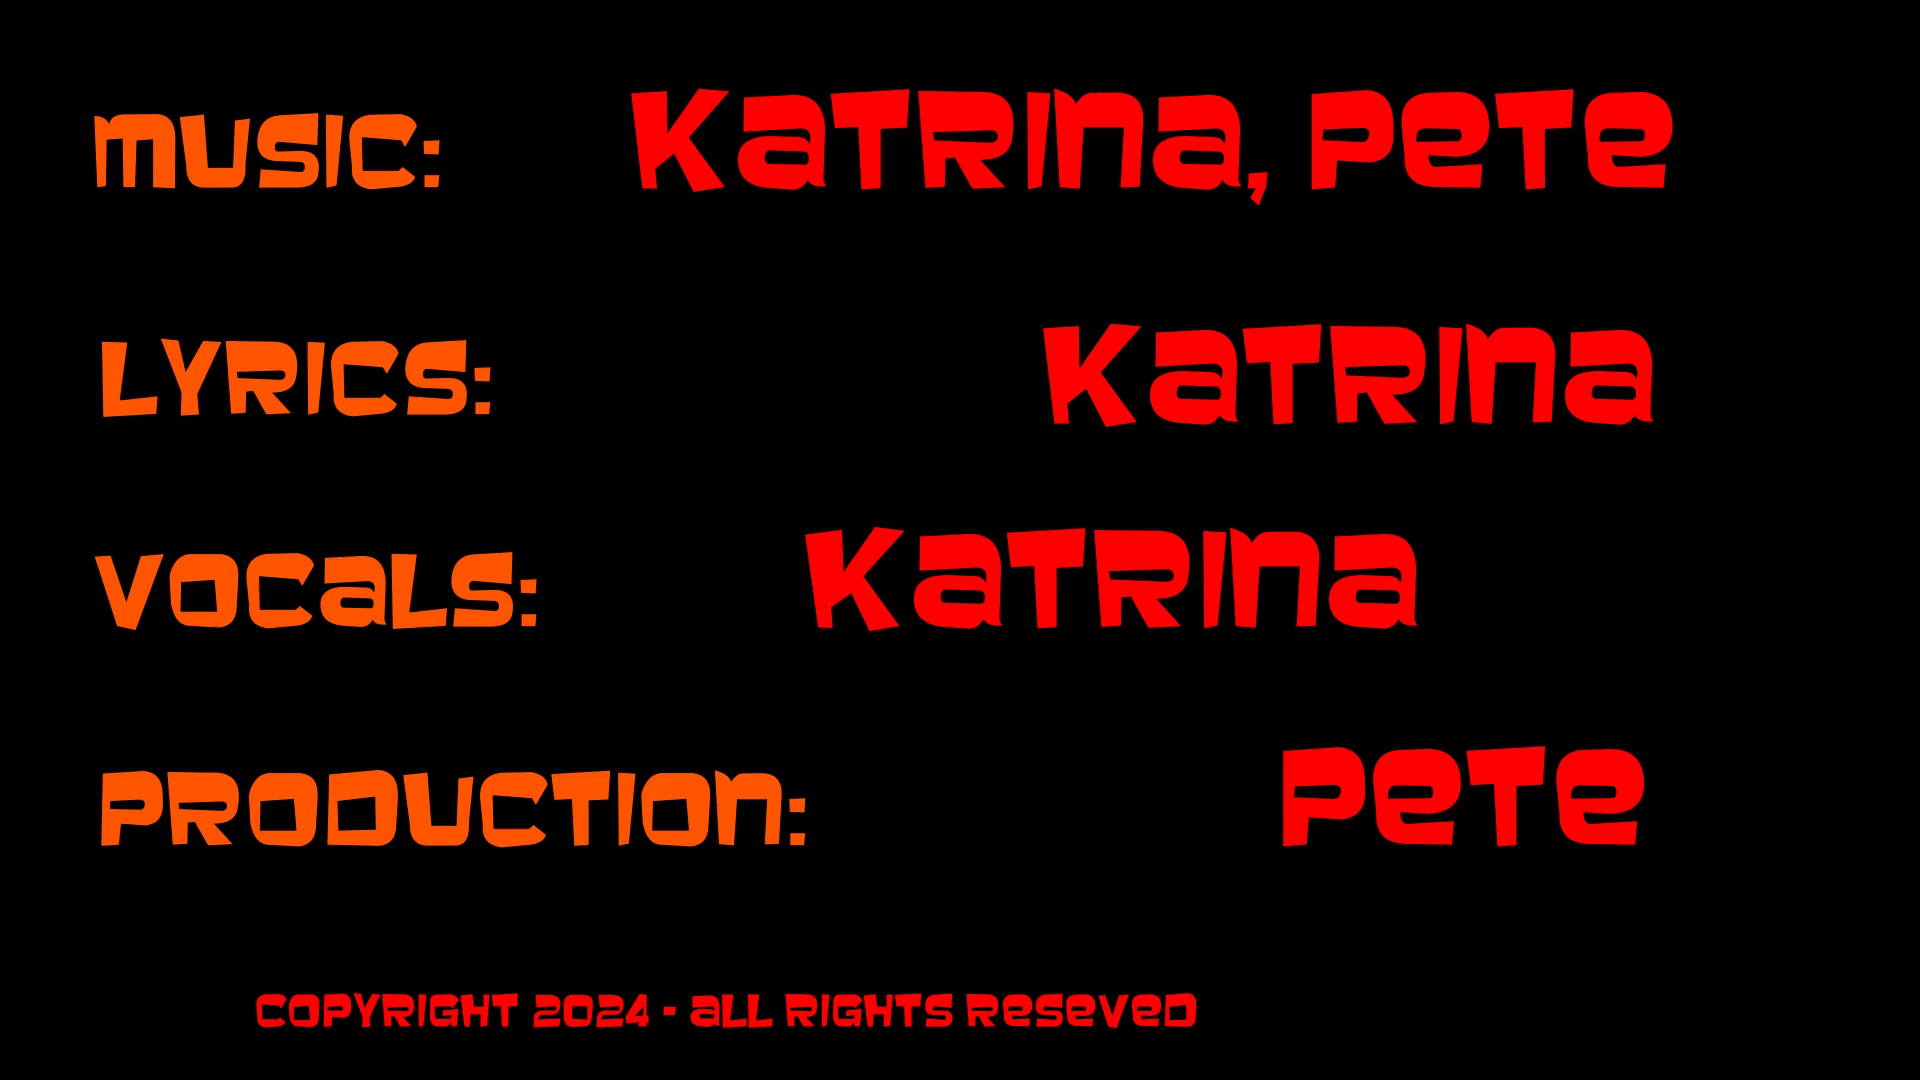 MUSIC: KATRINA, PETE
LYRICS: KATRINA
VOCALS: KATRINA
PRODUCTION: PETE
COPYRIGHT 2024 - ALL RIGHTS RESEVED